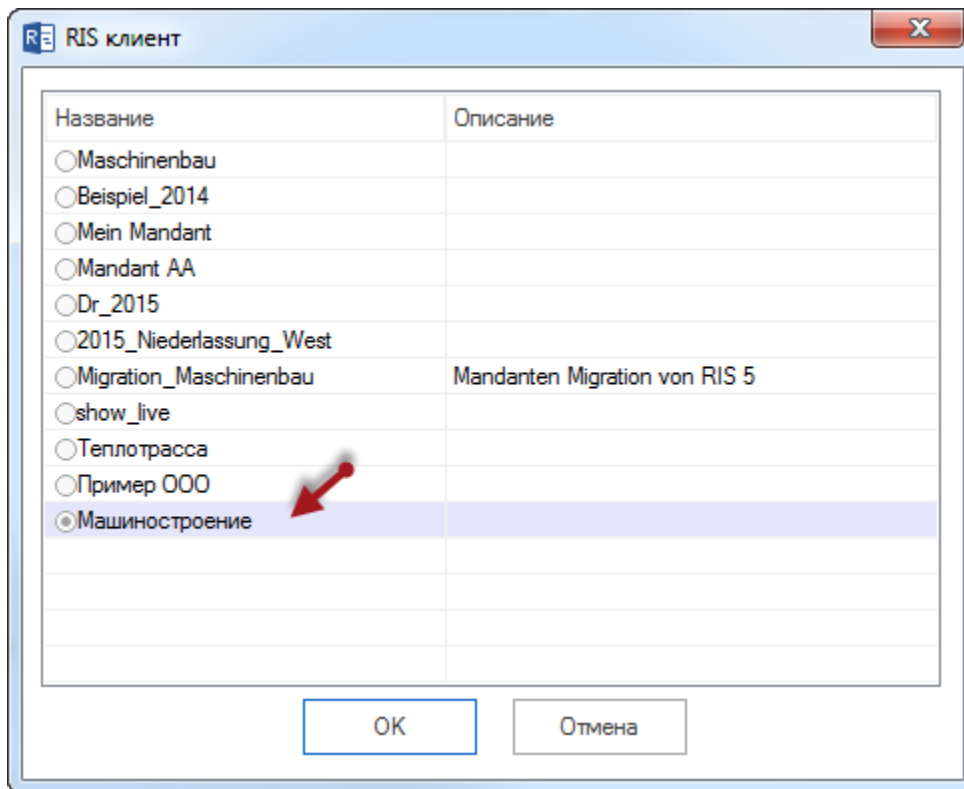 RIS клиент
Название Описание
Maschinenbau
Beispiel_2014
Mein Mandant
Mandant AA
Dr_2015
2015_Niederlassung_West
Migration_Maschinenbau Mandanten Migration von RIS 5
show_live
Теплотрасса
Пример ООО
Машиностроение
OK Отмена